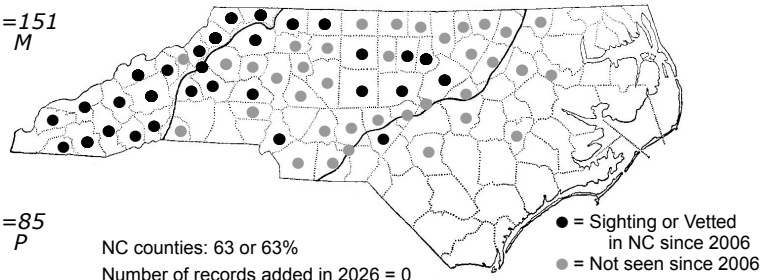 =151
M
=85
P
NC counties: 63 or 63%
Number of records added in 2026 = 0
= Sighting or Vetted
in NC since 2006
= Not seen since 2006